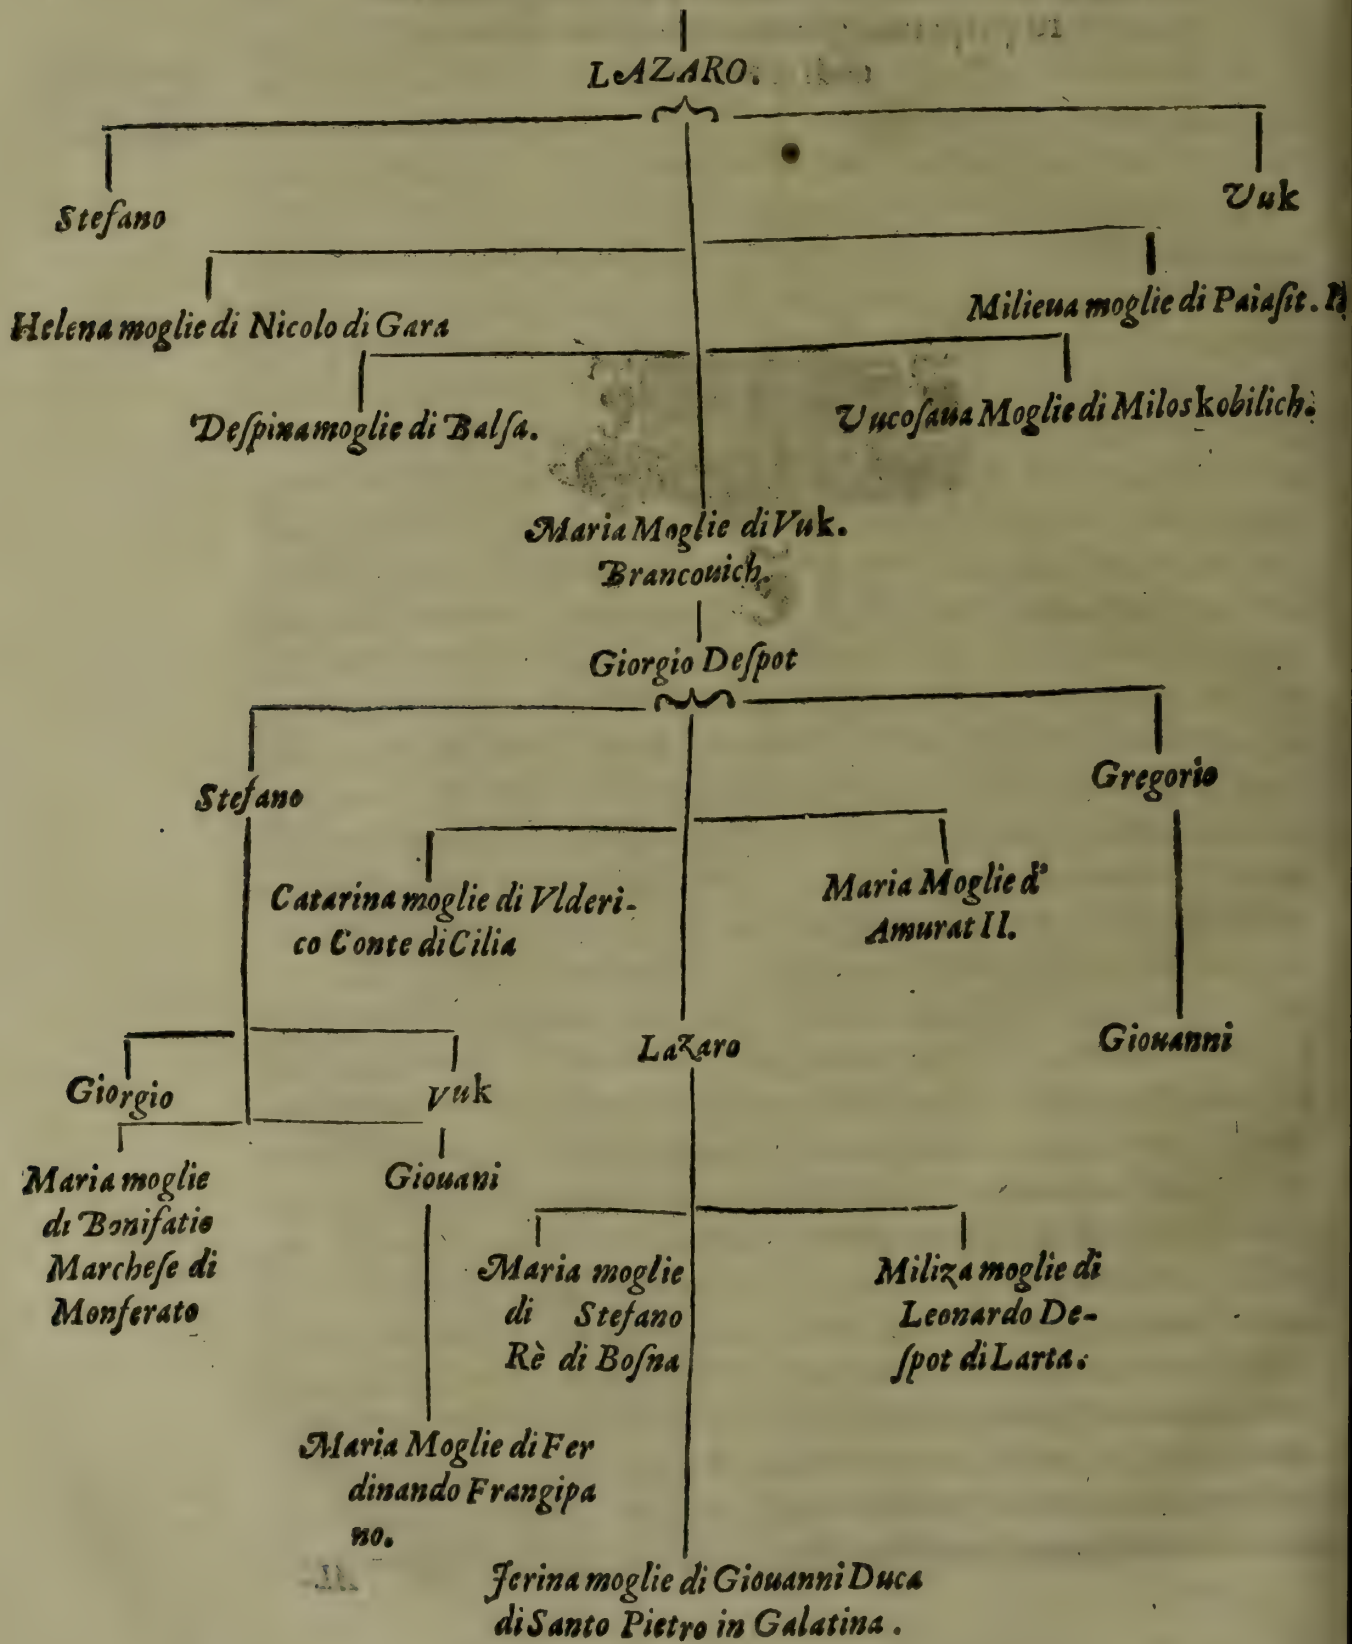 LAZARO.
Stefano
Vuk
Helena moglie di Nicolo di Gara
Milieua moglie di Paiaſit.
Deſpina moglie di Balſa.
Vucoſaua Moglie di Miloskobilich.
Maria Moglie di Vuk.
Brancouich.
Giorgio Deſpot
Stefano
Gregorio
Catarina moglie di Vlderi-
co Conte di Cilia
Maria Moglie d'
Amurat II.
Lazaro
Giouanni
Giorgio
Vuk
Maria moglie
di Bonifatio
Marcheſe di
Monferato
Giouani
Maria moglie
di Stefano
Rè di Boſna
Miliza moglie di
Leonardo De-
ſpot di Larta.
Maria Moglie di Fer
dinando Frangipa
no.
Jerina moglie di Giouanni Duca
di Santo Pietro in Galatina.